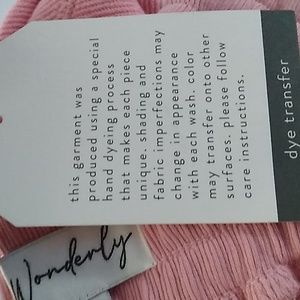 this garment was
produced using a special
hand dyeing process
that makes each piece
unique. shading and
fabric imperfections may
change in appearance
with each wash. color
may transfer onto other
surfaces. please follow
care instructions.
dye transfer
Wonderly